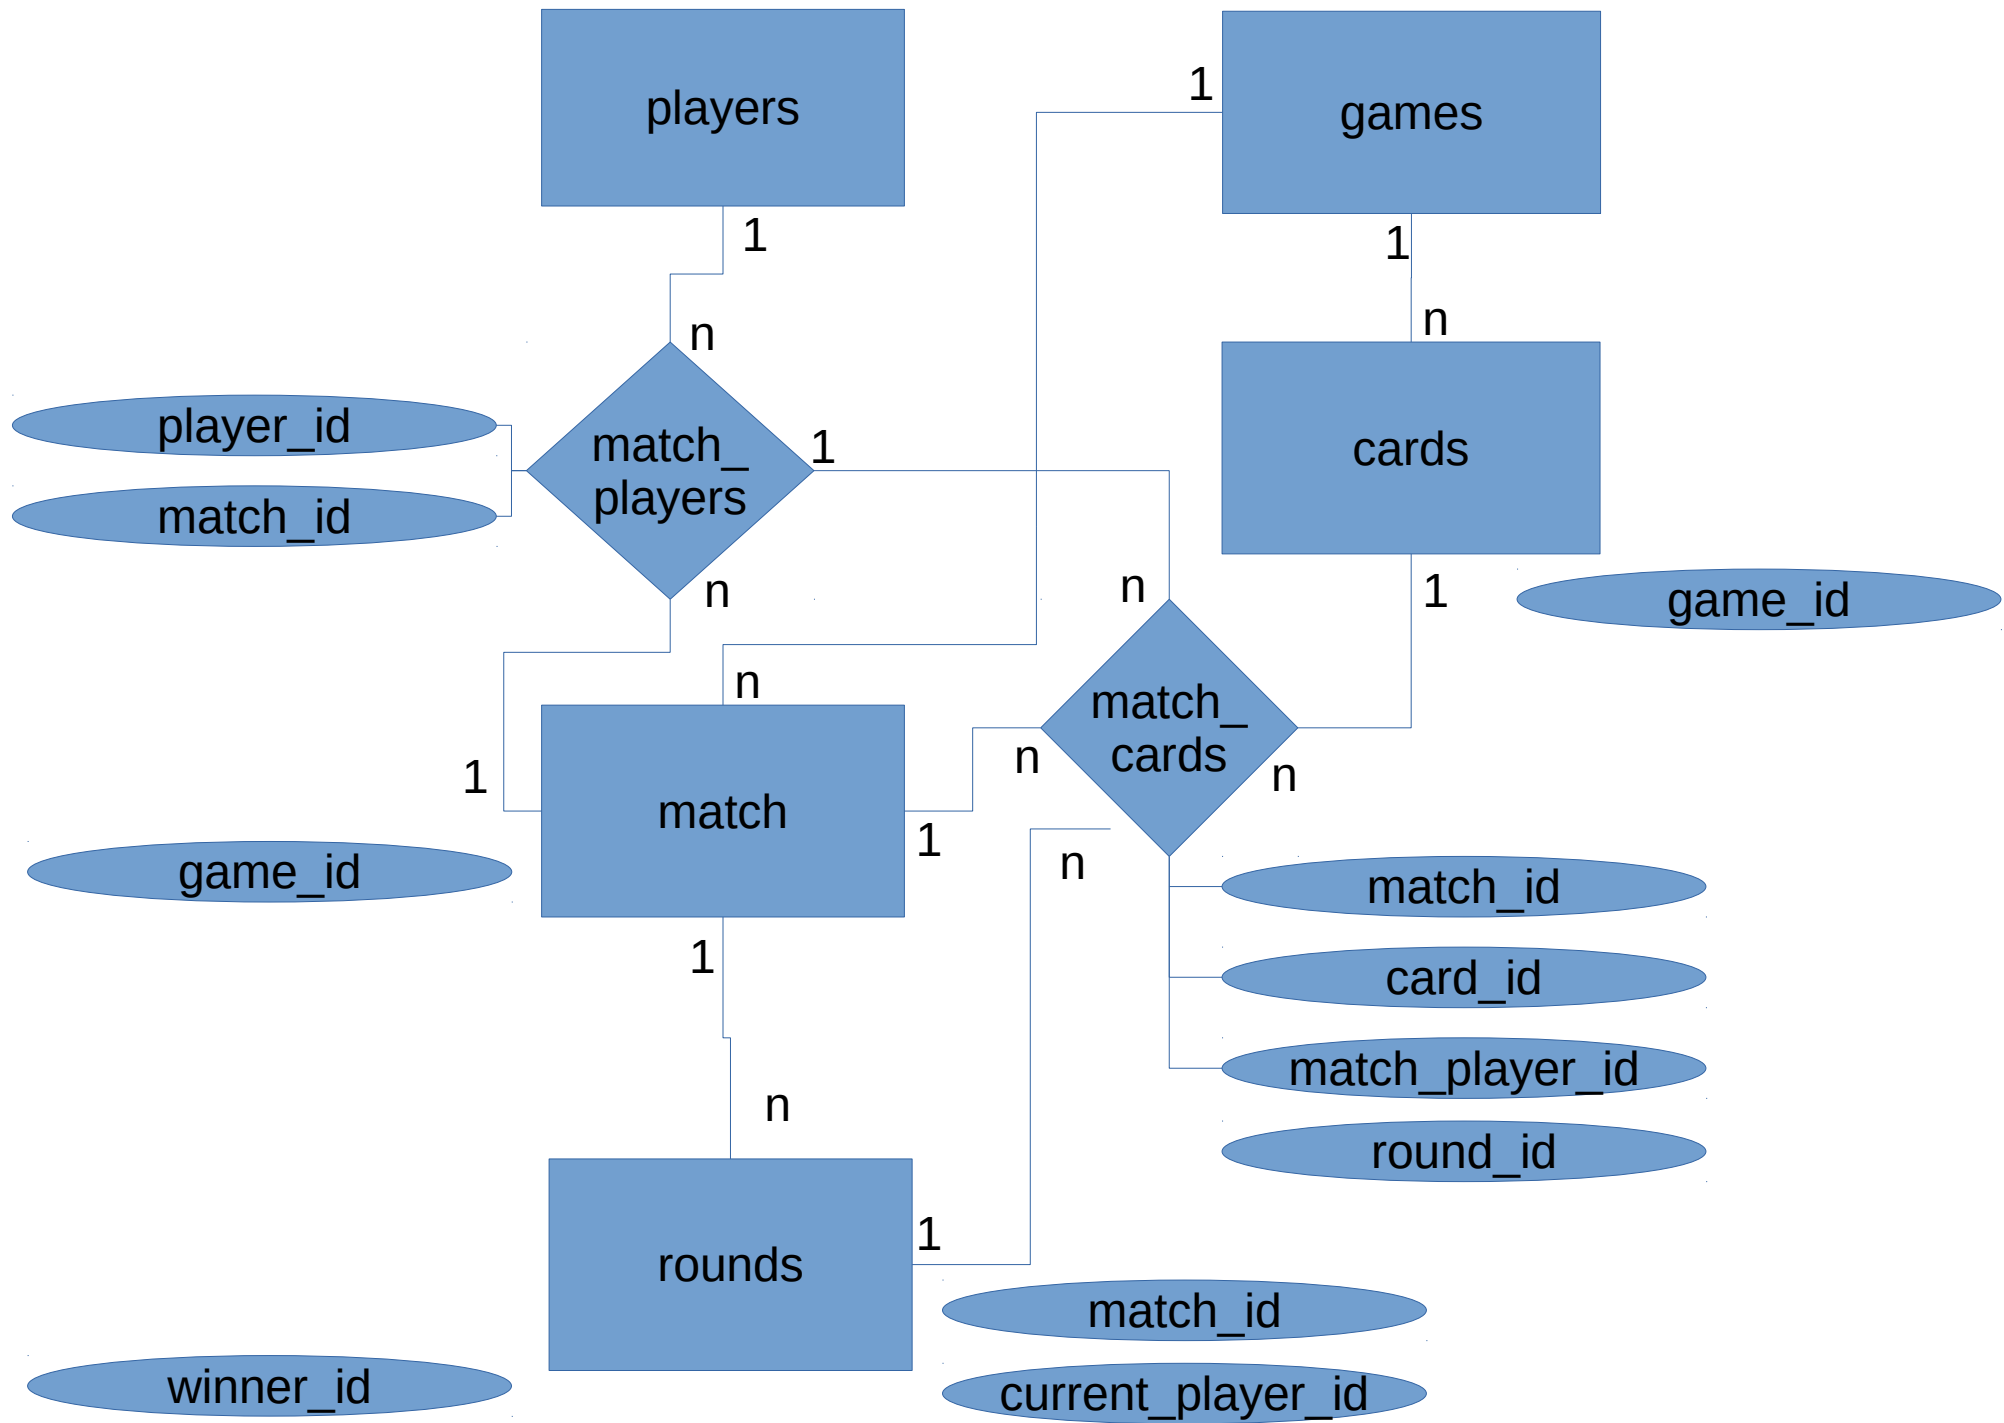 players
1
games
1
1
n
n
player_id
match_id
match_
players
1
cards
n
n
1
game_id
n
match_
cards
n
n
1
match
1
game_id
n
match_id
1
card_id
match_player_id
n
round_id
1
rounds
match_id
winner_id
current_player_id